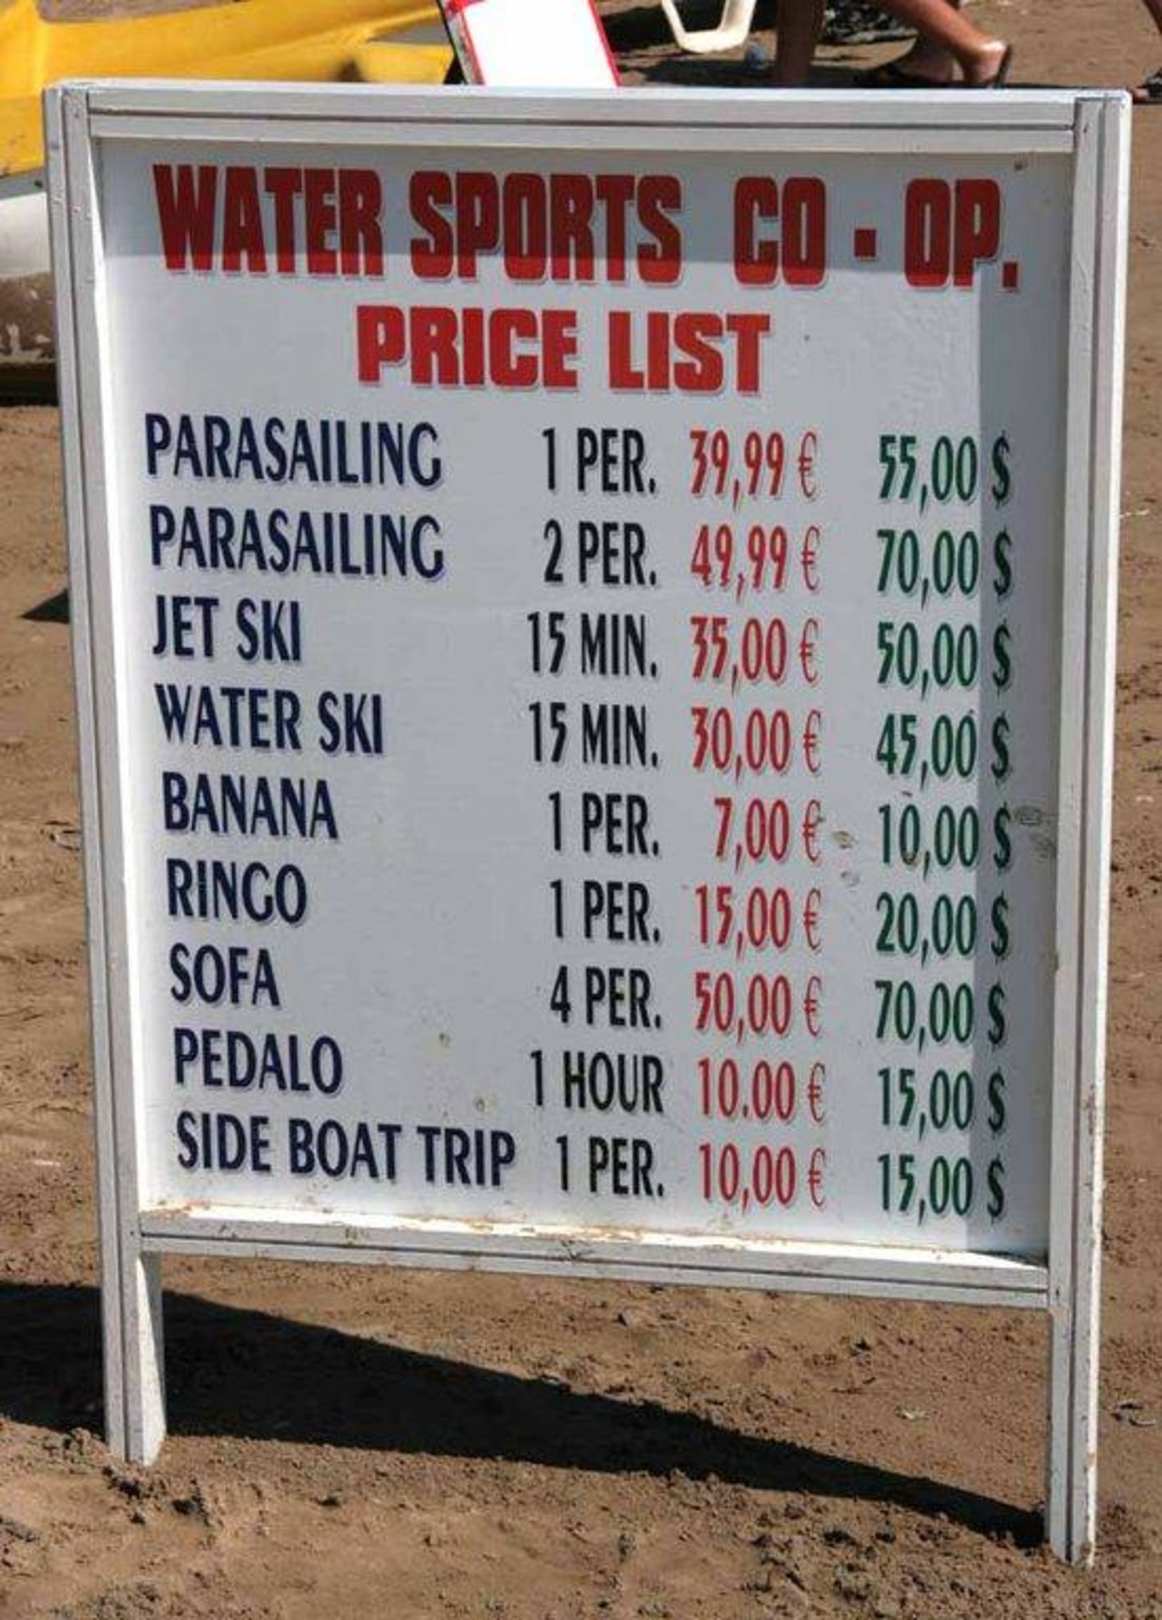 WATER SPORTS CO - OP.
PRICE LIST
PARASAILING 1 PER. 39,99 € 55,00 $
PARASAILING 2 PER. 49,99 € 70,00 $
JET SKI 15 MIN. 35,00 € 50,00 $
WATER SKI 15 MIN. 30,00 € 45,00 $
BANANA 1 PER. 7,00 € 10,00 $
RINGO 1 PER. 15,00 € 20,00 $
SOFA 4 PER. 50,00 € 70,00 $
PEDALO 1 HOUR 10.00 € 15,00 $
SIDE BOAT TRIP 1 PER. 10,00 € 15,00 $